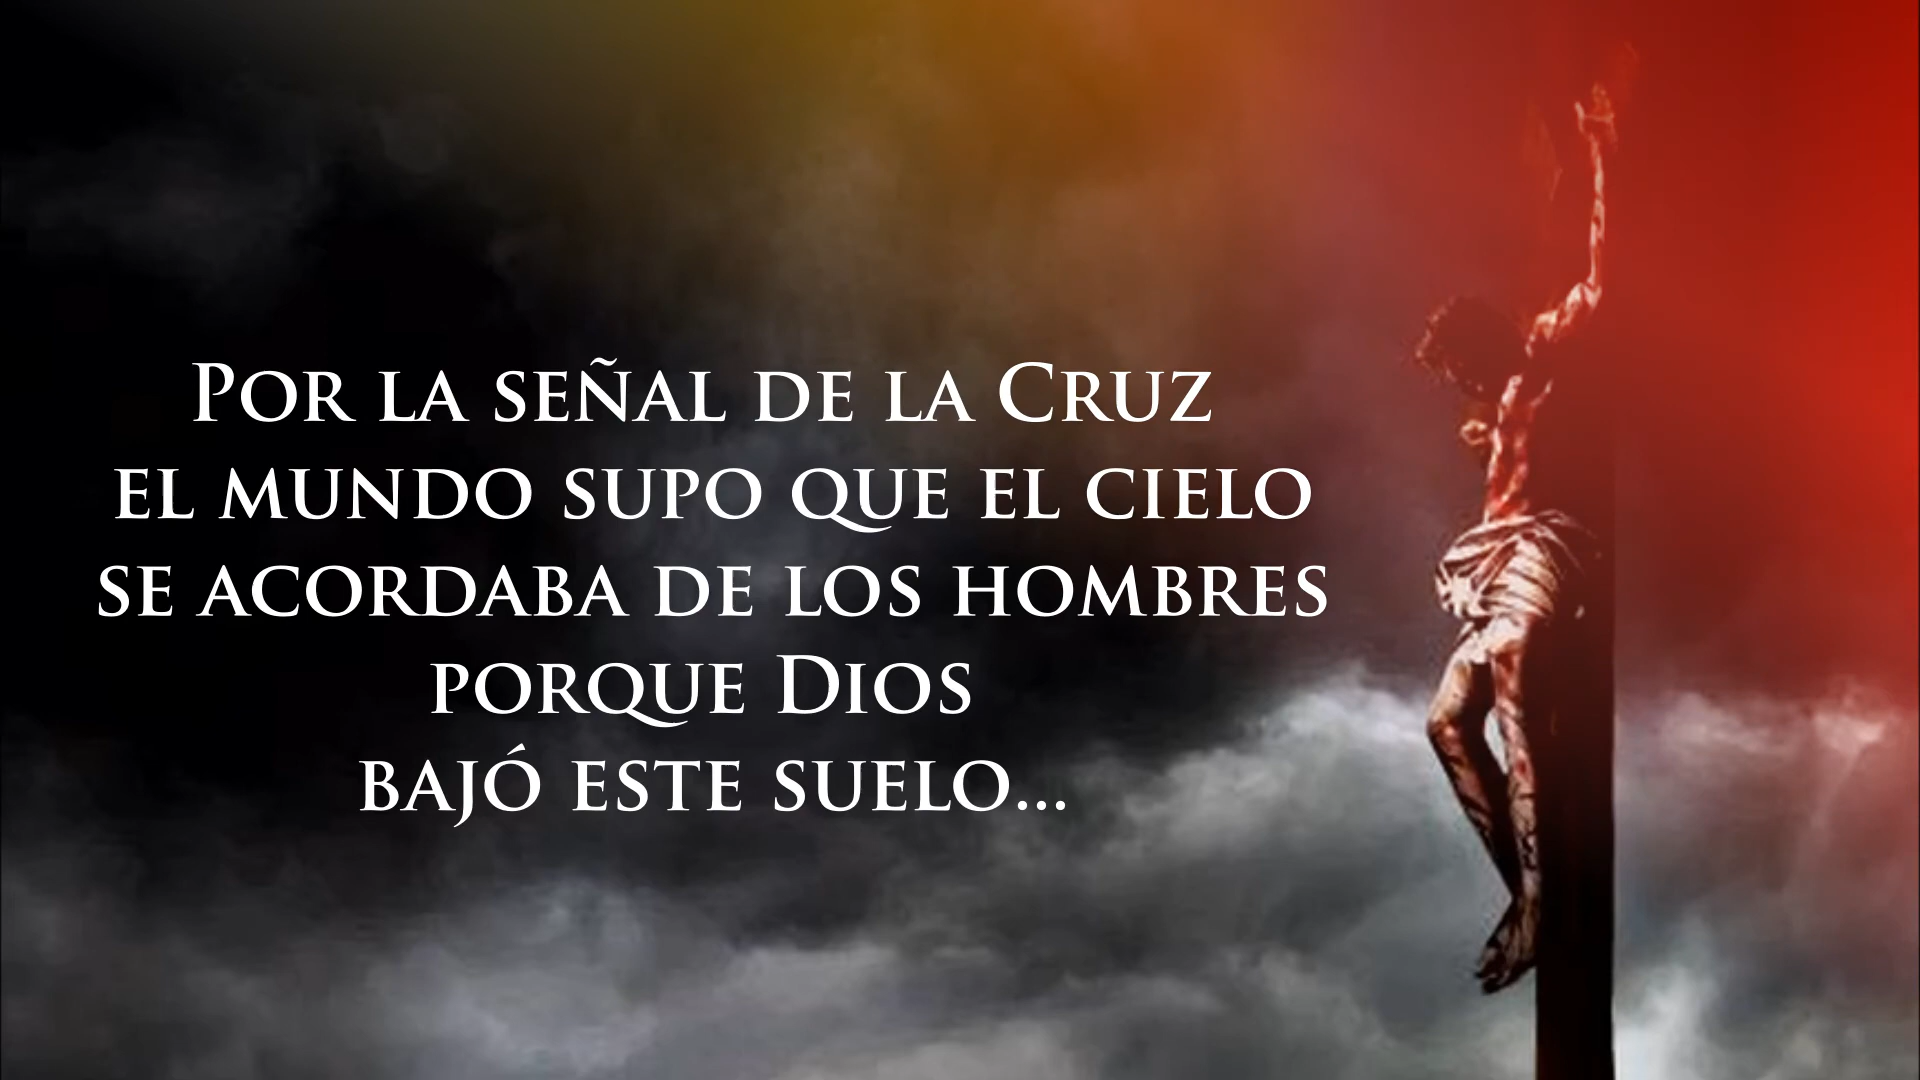 Por la señal de la Cruz
el mundo supo que el cielo
se acordaba de los hombres
porque Dios
bajó este suelo...